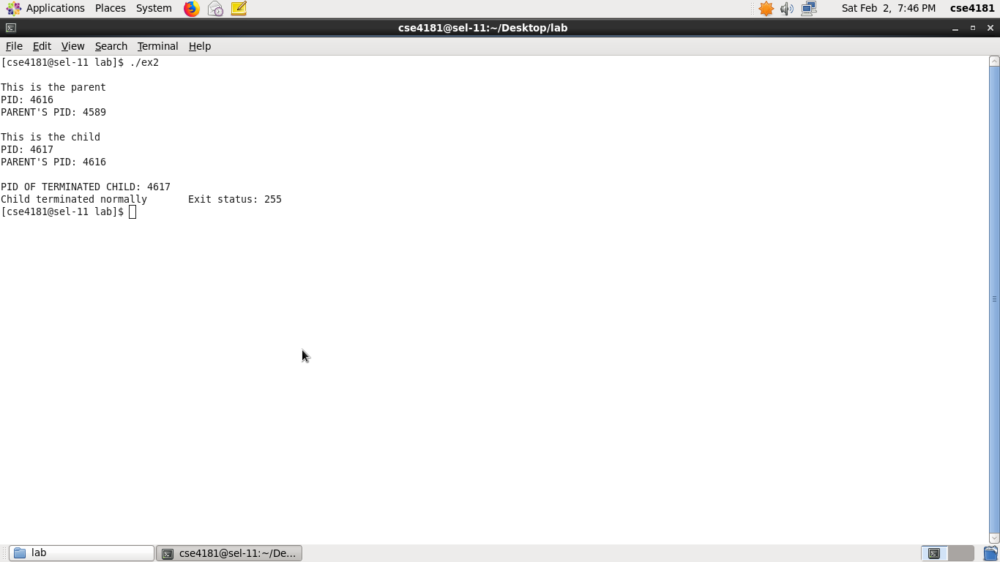 Applications Places System Sat Feb 2, 7:46 PM cse4181
cse4181@sel-11:~/Desktop/lab
File Edit View Search Terminal Help
[cse4181@sel-11 lab]$ ./ex2
This is the parent
PID: 4616
PARENT'S PID: 4589
This is the child
PID: 4617
PARENT'S PID: 4616
PID OF TERMINATED CHILD: 4617
Child terminated normally Exit status: 255
[cse4181@sel-11 lab]$
lab cse4181@sel-11:~/De...